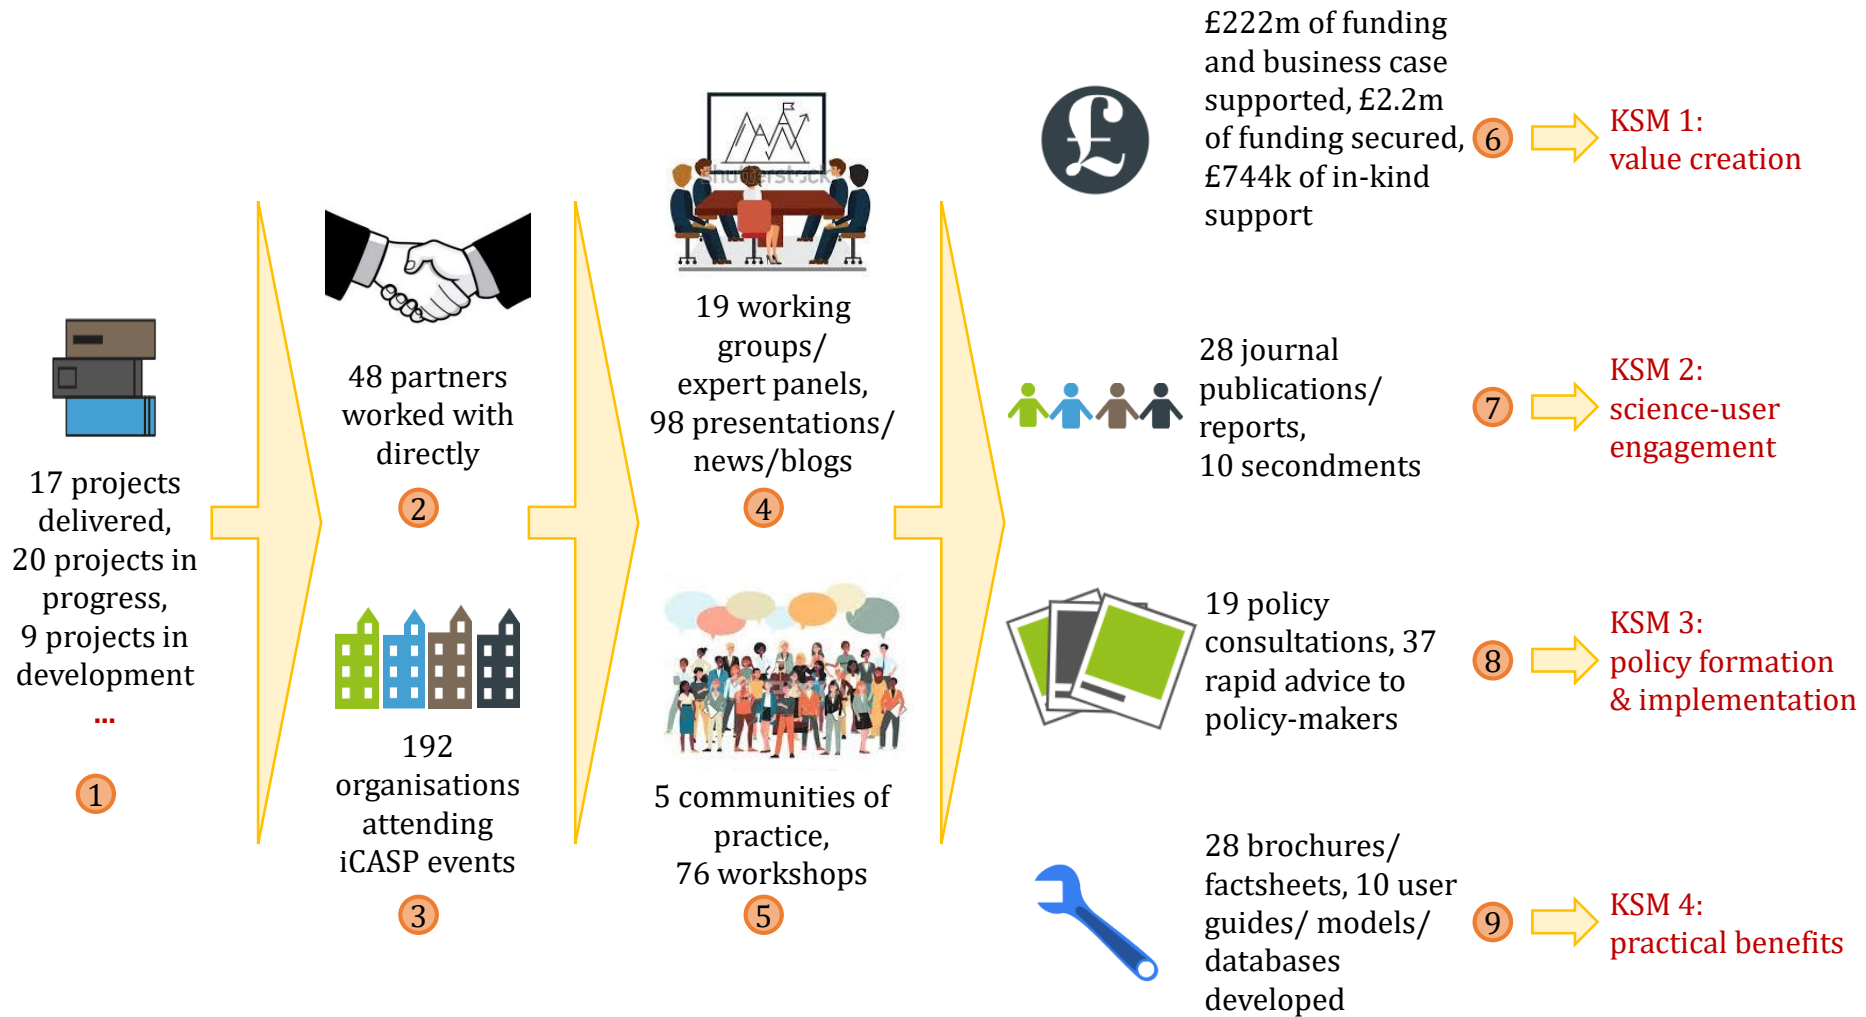 17 projects
delivered,
20 projects in
progress,
9 projects in
development
...
1
48 partners
worked with
directly
2
192
organisations
attending
iCASP events
3
shutterstock
19 working
groups/
expert panels,
98 presentations/
news/blogs
4
5 communities of
practice,
76 workshops
5
£
£222m of funding
and business case
supported, £2.2m
of funding secured,
£744k of in-kind
support
6
KSM 1:
value creation
28 journal
publications/
reports,
10 secondments
7
KSM 2:
science-user
engagement
19 policy
consultations, 37
rapid advice to
policy-makers
8
KSM 3:
policy formation
& implementation
28 brochures/
factsheets, 10 user
guides/ models/
databases
developed
9
KSM 4:
practical benefits